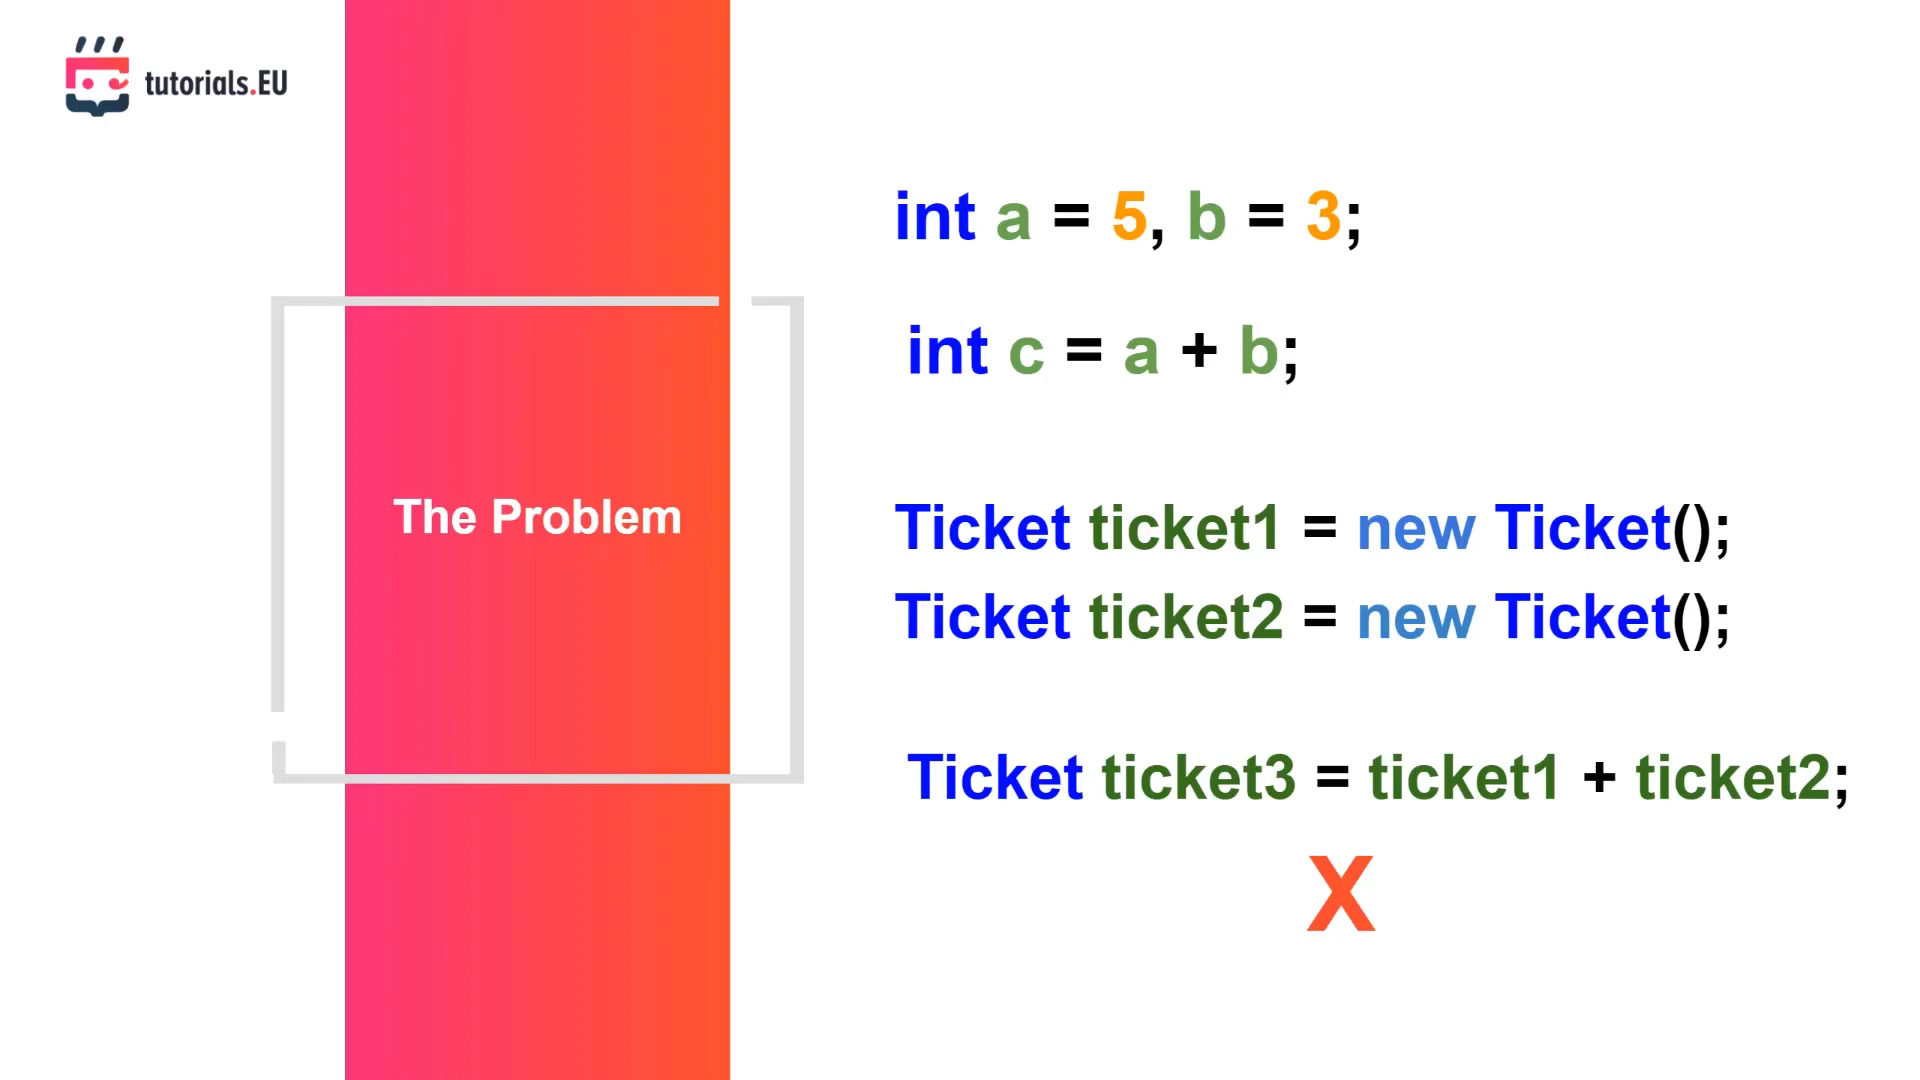 tutorials.EU
The Problem
int a = 5, b = 3;
int c = a + b;
Ticket ticket1 = new Ticket();
Ticket ticket2 = new Ticket();
Ticket ticket3 = ticket1 + ticket2;
X